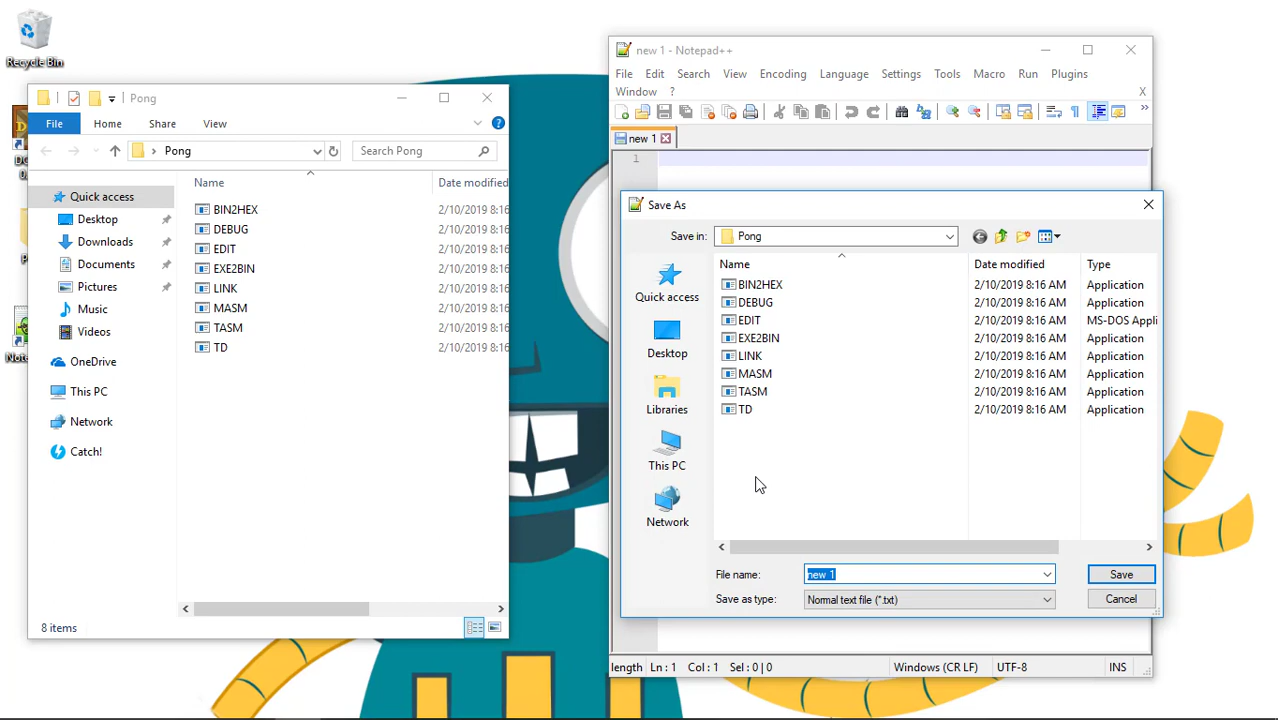 Recycle Bin
Pong
File
Home
Share
View
Pong
Search Pong
Name
Date modified
Quick access
Desktop
Downloads
Documents
Pictures
Music
Videos
OneDrive
This PC
Network
Catch!
BIN2HEX
2/10/2019 8:16
DEBUG
2/10/2019 8:16
EDIT
2/10/2019 8:16
EXE2BIN
2/10/2019 8:16
LINK
2/10/2019 8:16
MASM
2/10/2019 8:16
TASM
2/10/2019 8:16
TD
2/10/2019 8:16
8 items
new 1 - Notepad++
File Edit Search View Encoding Language Settings Tools Macro Run Plugins
Window ? X
new 1
1
Save As
Save in: Pong
Name Date modified Type
BIN2HEX 2/10/2019 8:16 AM Application
DEBUG 2/10/2019 8:16 AM Application
EDIT 2/10/2019 8:16 AM MS-DOS Appli
EXE2BIN 2/10/2019 8:16 AM Application
LINK 2/10/2019 8:16 AM Application
MASM 2/10/2019 8:16 AM Application
TASM 2/10/2019 8:16 AM Application
TD 2/10/2019 8:16 AM Application
Quick access
Desktop
Libraries
This PC
Network
File name: new 1 Save
Save as type: Normal text file (*.txt) Cancel
length Ln : 1 Col : 1 Sel : 0 | 0 Windows (CR LF) UTF-8 INS